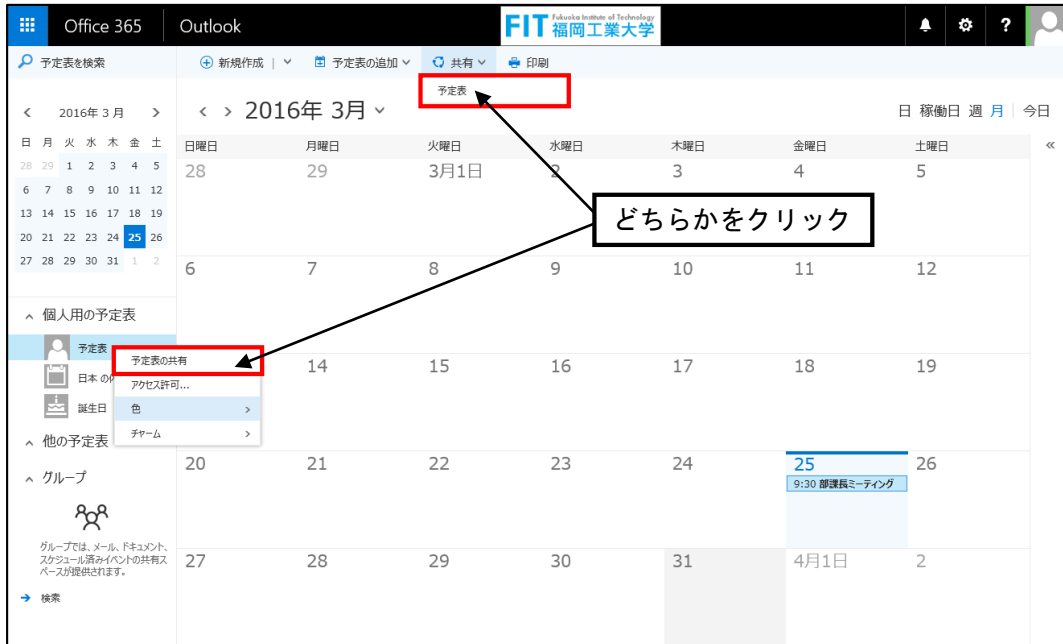 Office 365 Outlook FIT Fukuoka Institute of Technology 福岡工業大学 ?
予定表を検索 新規作成 | 予定表の追加 共有 印刷
予定表
2016年 3 月
2016年 3月
日 稼働日 週 月 今日
日 月 火 水 木 金 土
28 29 1 2 3 4 5
6 7 8 9 10 11 12
13 14 15 16 17 18 19
20 21 22 23 24 25 26
27 28 29 30 31 1 2
日曜日 月曜日 火曜日 水曜日 木曜日 金曜日 土曜日
28 29 3月1日 2 3 4 5
どちらかをクリック
6 7 8 9 10 11 12
個人用の予定表
予定表
日本 の
誕生日
予定表の共有
アクセス許可...
色
チャーム
14 15 16 17 18 19
他の予定表
グループ
グループでは、メール、ドキュメント、
スケジュール済みイベントの共有ス
ペースが提供されます。
検索
20 21 22 23 24 25 26
9:30 部課長ミーティング
27 28 29 30 31 4月1日 2